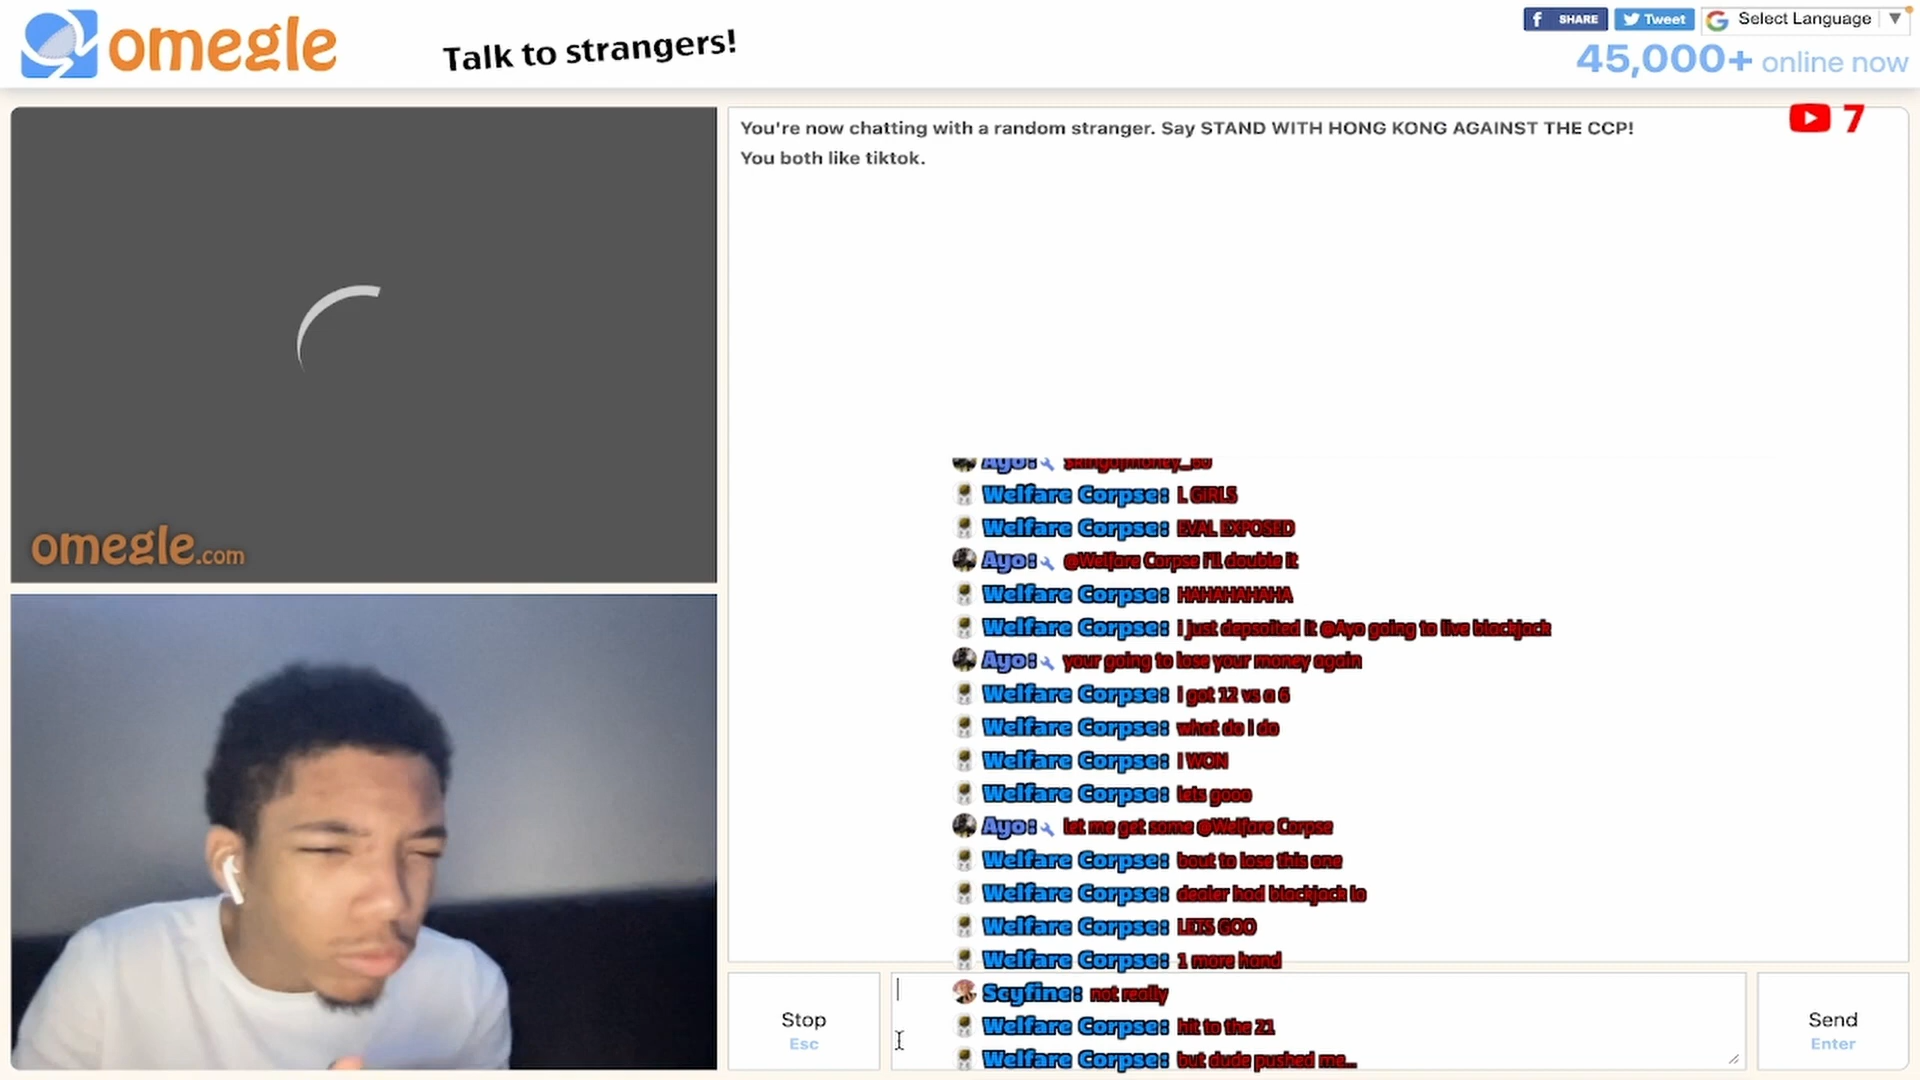 omegle
Talk to strangers!
SHARE
Tweet
Select Language
45,000+ online now
You're now chatting with a random stranger. Say STAND WITH HONG KONG AGAINST THE CCP!
7
You both like tiktok.
omegle.com
Ayo:
Welfare Corpse: L GIRLS
Welfare Corpse: EVAL EXPOSED
Ayo: @Welfare Corpse i'll double it
Welfare Corpse: HAHAHAHAHA
Welfare Corpse: i just depsoited it @Ayo going to live blackjack
Ayo: your going to lose your money again
Welfare Corpse: I got 12 vs a 6
Welfare Corpse: what do I do
Welfare Corpse: I WON
Welfare Corpse: lets gooo
Ayo: let me get some @Welfare Corpse
Welfare Corpse: bout to lose this one
Welfare Corpse: dealer had blackjack lo
Welfare Corpse: LETS GOO
Welfare Corpse: 1 more hand
Scyfine: not really
Welfare Corpse: hit to the 21
Welfare Corpse: but dude pushed me...
Stop
Esc
Send
Enter